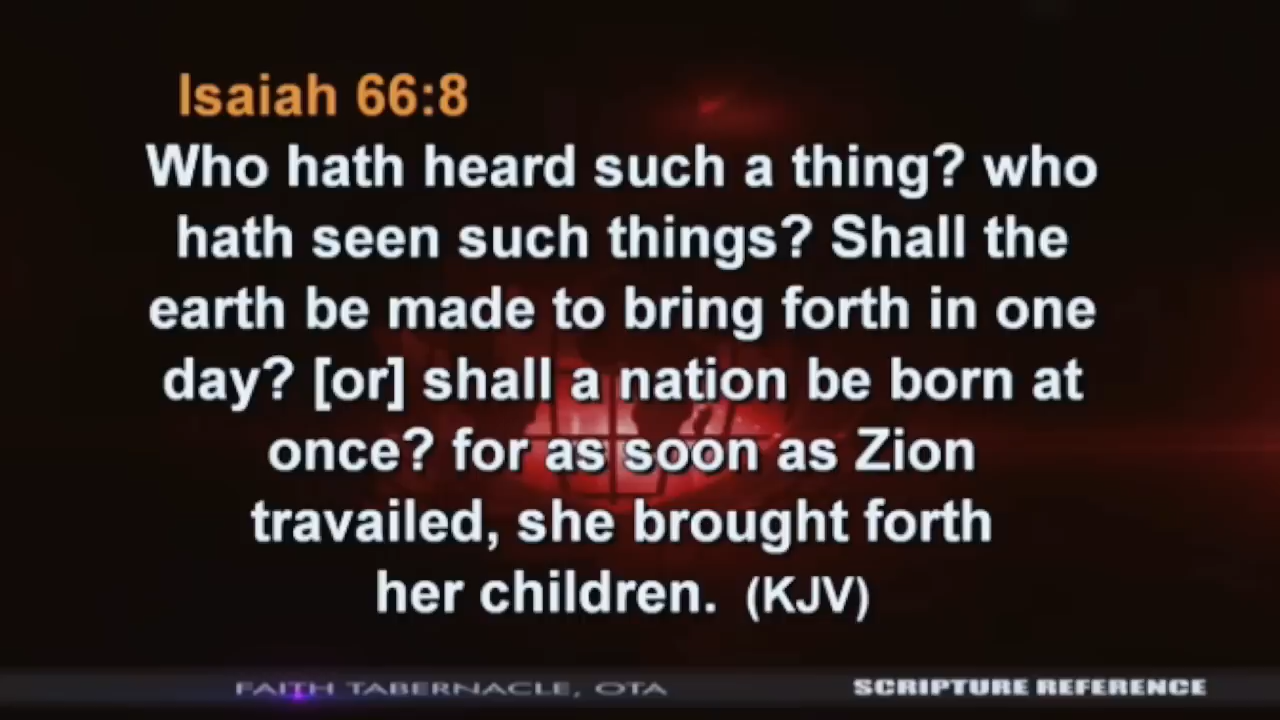 Isaiah 66:8
Who hath heard such a thing? who
hath seen such things? Shall the
earth be made to bring forth in one
day? [or] shall a nation be born at
once? for as soon as Zion
travailed, she brought forth
her children. (KJV)
FAITH TABERNACLE, OTA
SCRIPTURE REFERENCE